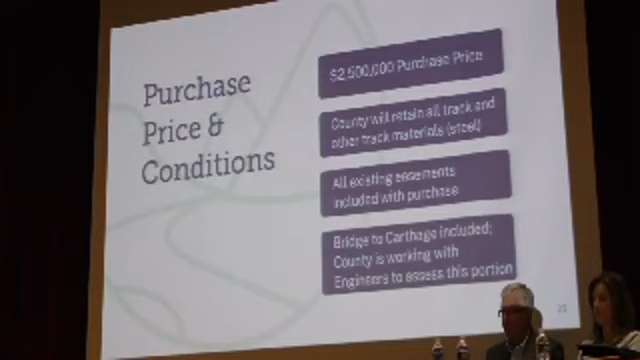 Purchase
Price &
Conditions
$2,500,000 Purchase Price
County will retain all track and
other track materials (steel)
All existing easements
included with purchase
Bridge to Carthage included;
County is working with
Engineers to assess this portion